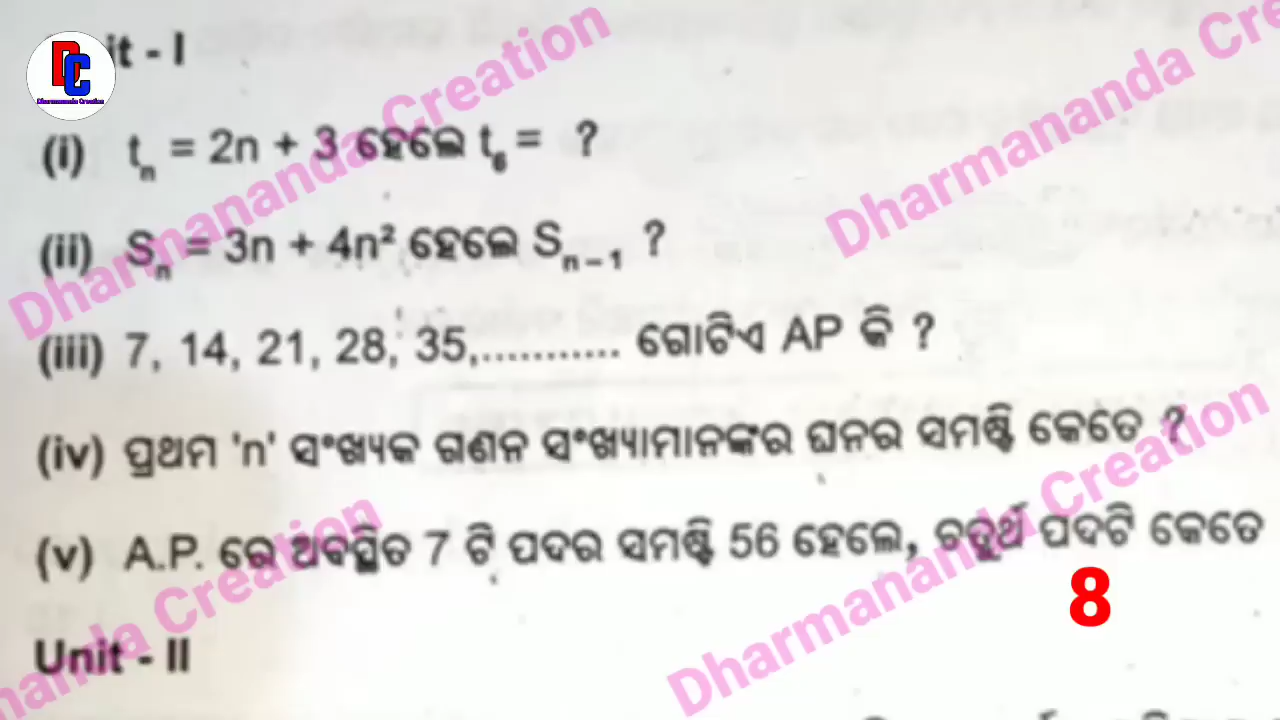 Unit - I
DC
Dharmananda Creation
(i) tₙ = 2n + 3 ହେଲେ t₆ = ?
(ii) Sₙ = 3n + 4n² ହେଲେ Sₙ₋₁ ?
(iii) 7, 14, 21, 28, 35,........... ଗୋଟିଏ AP କି ?
(iv) ପ୍ରଥମ 'n' ସଂଖ୍ୟକ ଗଣନ ସଂଖ୍ୟାମାନଙ୍କର ଘନର ସମଷ୍ଟି କେତେ ?
(v) A.P. ରେ ଅବସ୍ଥିତ 7 ଟି ପଦର ସମଷ୍ଟି 56 ହେଲେ, ଚତୁର୍ଥ ପଦଟି କେତେ
8
Unit - II
Dharmananda Creation
Dharmananda Creation
Dharmananda Creation
Dharmananda Creation